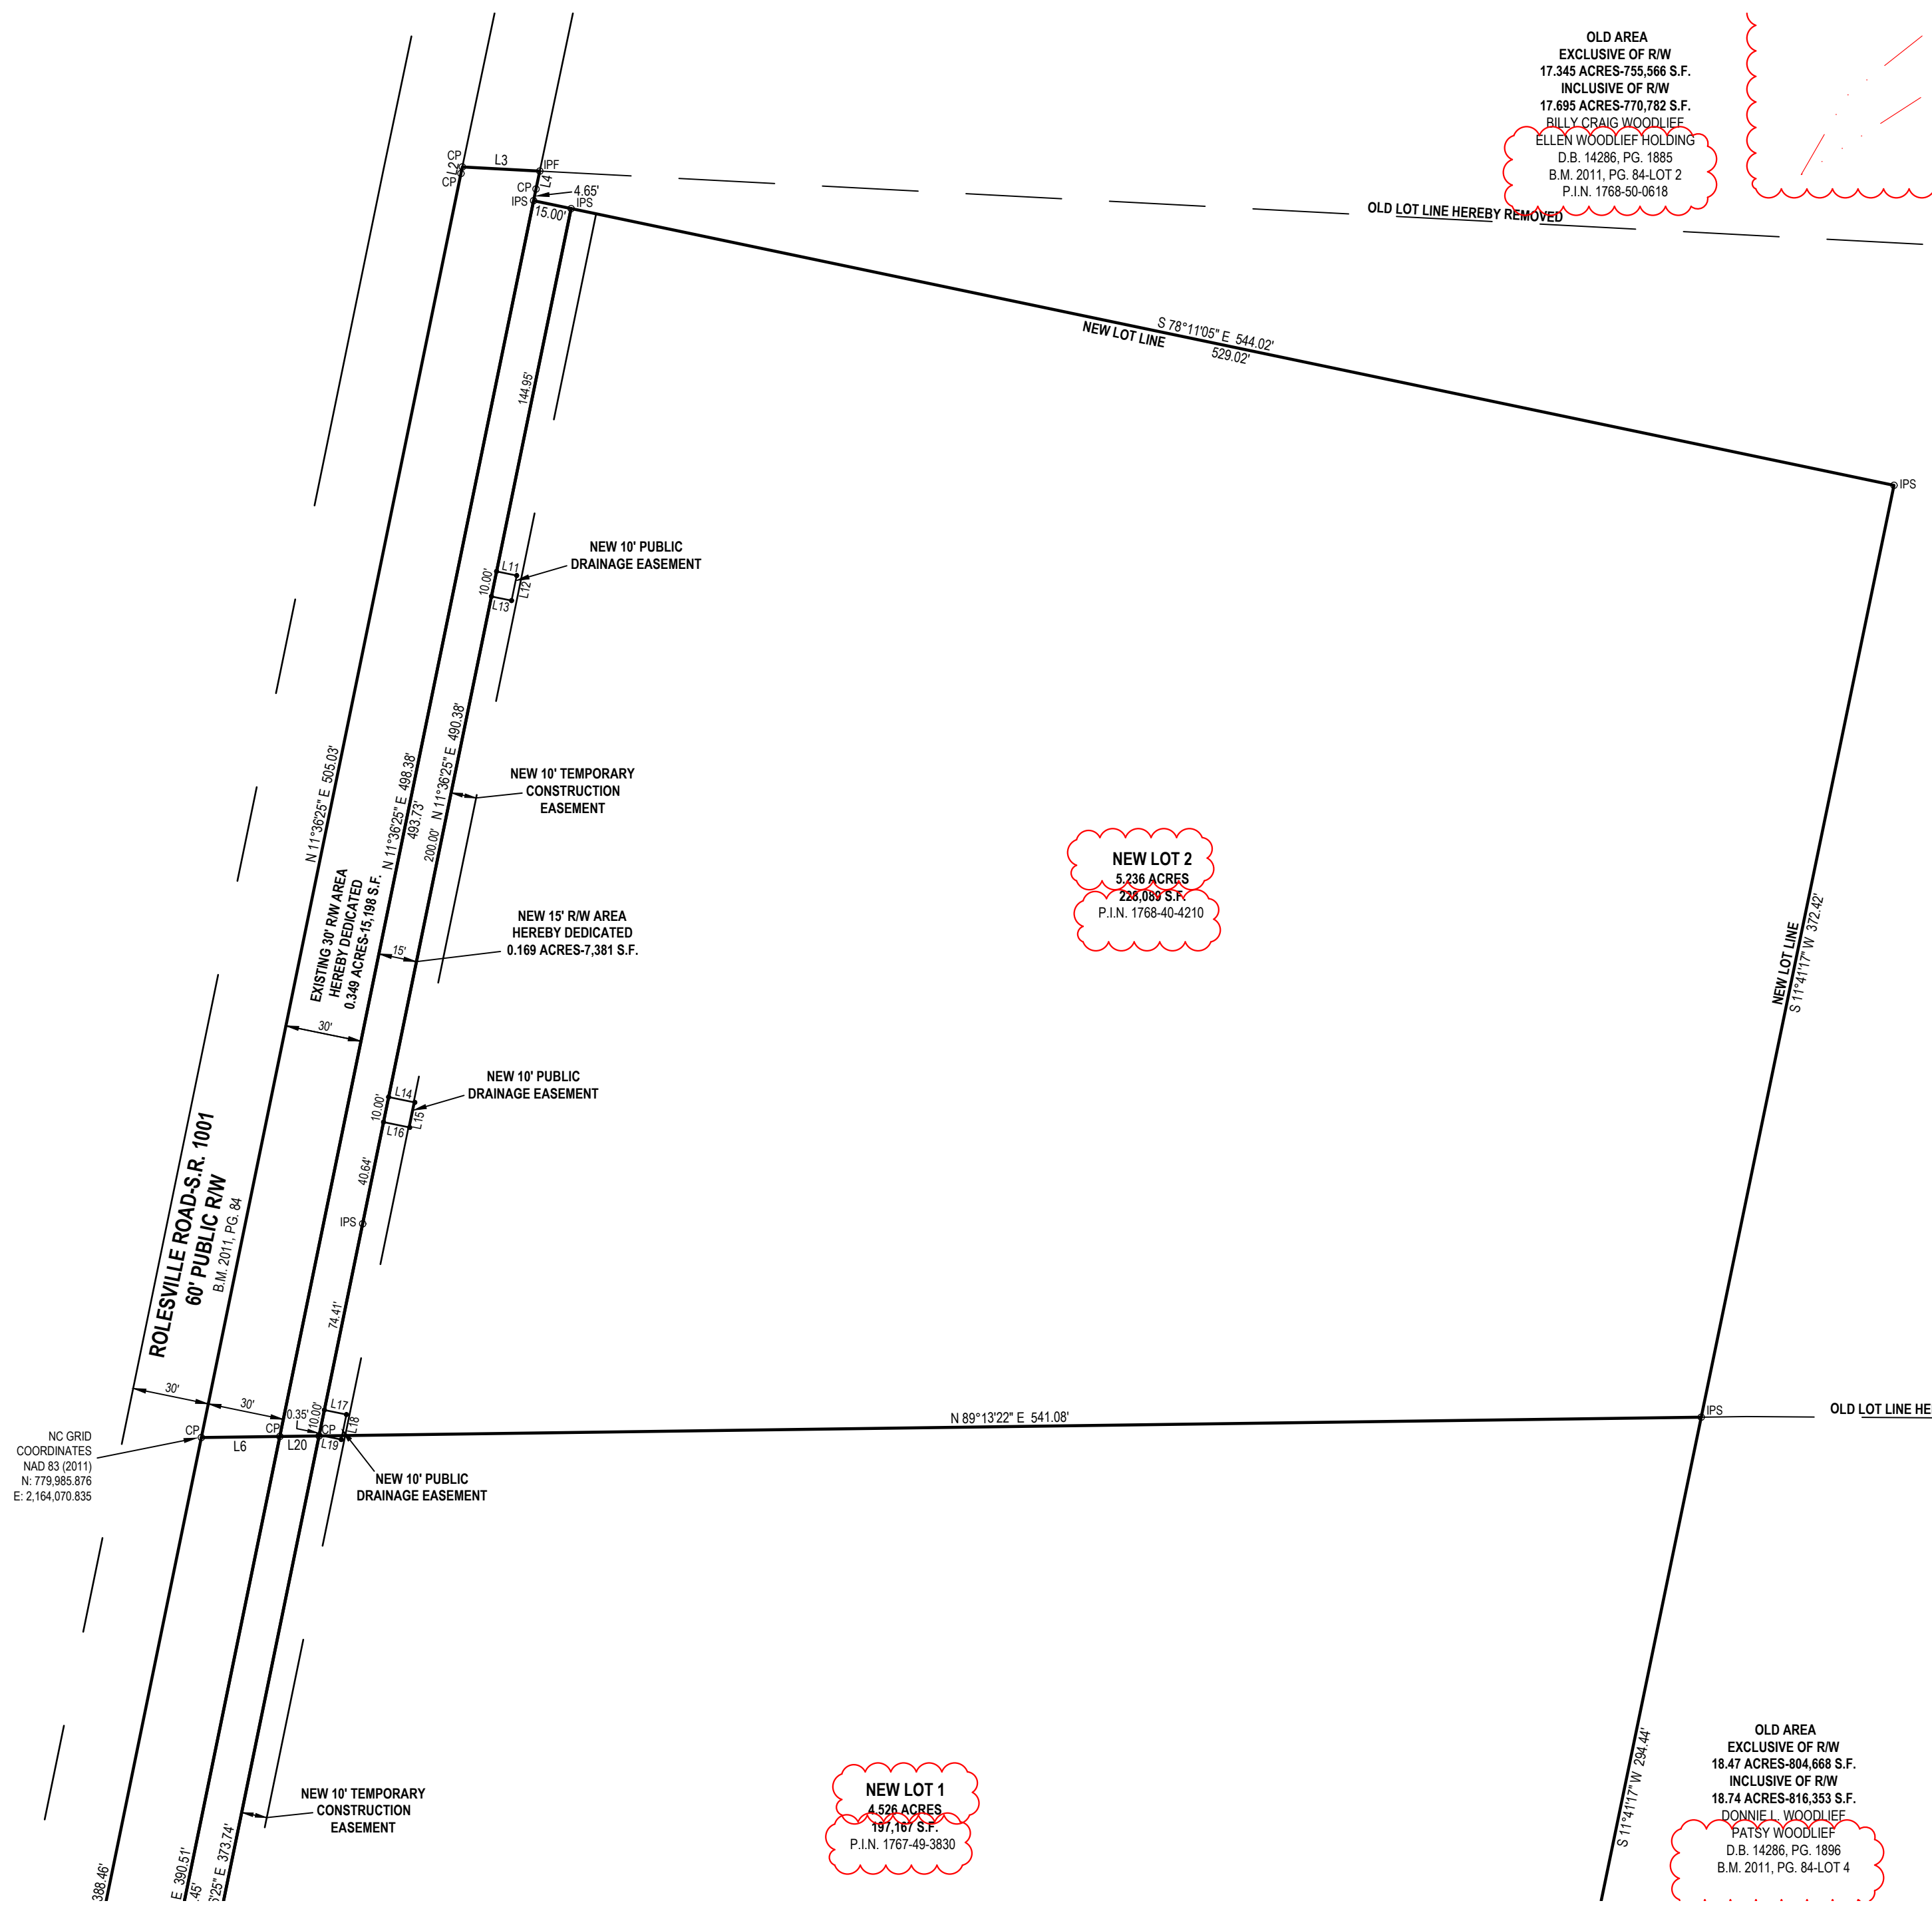 OLD AREA
EXCLUSIVE OF R/W
17.345 ACRES-755,566 S.F.
INCLUSIVE OF R/W
17.695 ACRES-770,782 S.F.
BILLY CRAIG WOODLIEF
ELLEN WOODLIEF HOLDING
D.B. 14286, PG. 1885
B.M. 2011, PG. 84-LOT 2
P.I.N. 1768-50-0618
CP
L2
CP
L3
IPF
L4
CP
4.65'
IPS
IPS
15.00'
OLD LOT LINE HEREBY REMOVED
S 78°11'05" E 544.02'
NEW LOT LINE
529.02'
144.95'
IPS
NEW 10' PUBLIC
DRAINAGE EASEMENT
L11
10.00'
L12
L13
N 11°36'25" E 505.03'
N 11°36'25" E 498.38'
493.73'
200.00'
N 11°36'25" E 490.38'
NEW 10' TEMPORARY
CONSTRUCTION
EASEMENT
NEW LOT 2
5.236 ACRES
228,089 S.F.
P.I.N. 1768-40-4210
EXISTING 30' R/W AREA
HEREBY DEDICATED
0.349 ACRES-15,198 S.F.
NEW 15' R/W AREA
HEREBY DEDICATED
0.169 ACRES-7,381 S.F.
15'
30'
NEW LOT LINE
S 11°41'17" W 372.42'
NEW 10' PUBLIC
DRAINAGE EASEMENT
L14
10.00'
L15
L16
40.64'
IPS
ROLESVILLE ROAD-S.R. 1001
60' PUBLIC R/W
B.M. 2011, PG. 84
74.41'
30'
30'
0.35'
10.00'
L17
L18
CP
CP
CP
L6
L20
L19
N 89°13'22" E 541.08'
IPS
OLD LOT LINE HE
NC GRID
COORDINATES
NAD 83 (2011)
N: 779,985.876
E: 2,164,070.835
NEW 10' PUBLIC
DRAINAGE EASEMENT
NEW 10' TEMPORARY
CONSTRUCTION
EASEMENT
NEW LOT 1
4.526 ACRES
197,167 S.F.
P.I.N. 1767-49-3830
S 11°41'17" W 294.44'
OLD AREA
EXCLUSIVE OF R/W
18.47 ACRES-804,668 S.F.
INCLUSIVE OF R/W
18.74 ACRES-816,353 S.F.
DONNIE L. WOODLIEF
PATSY WOODLIEF
D.B. 14286, PG. 1896
B.M. 2011, PG. 84-LOT 4
388.46'
E 390.51'
.45'
6'25" E 373.74'